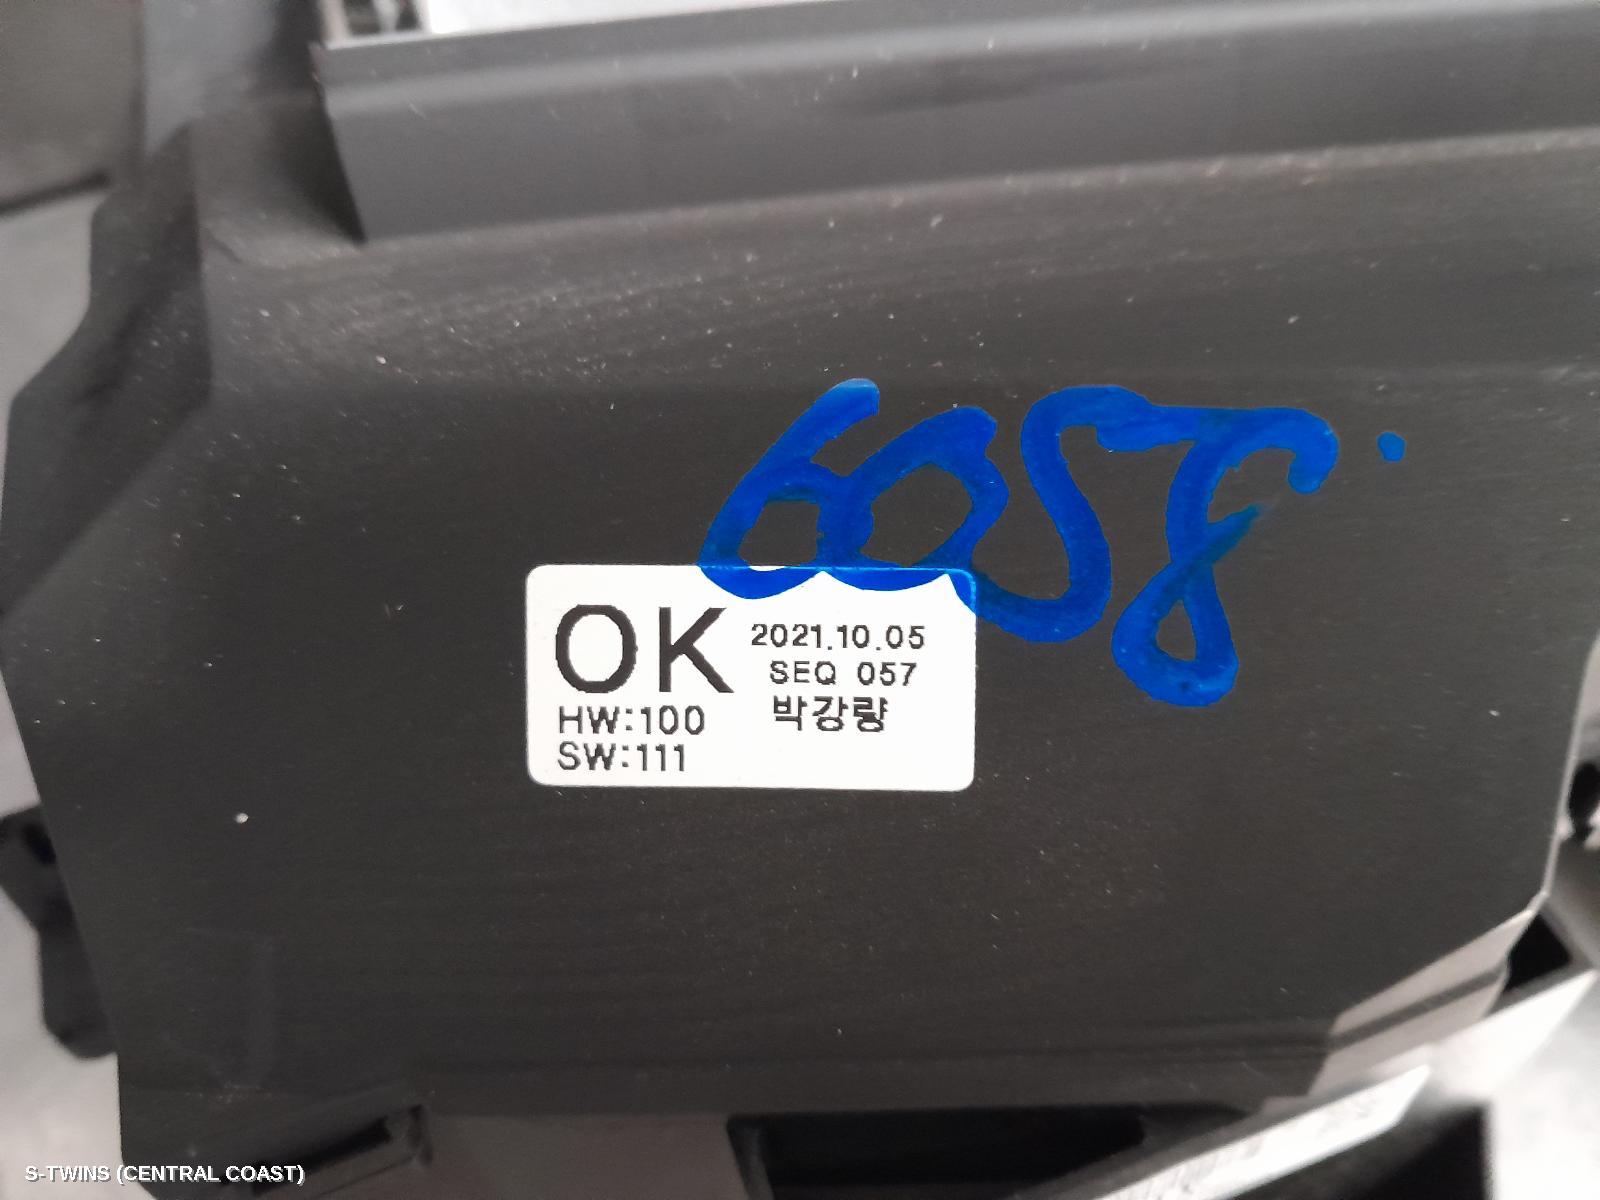 6058
OK
2021.10.05
SEQ 057
박강량
HW:100
SW:111
S-TWINS (CENTRAL COAST)